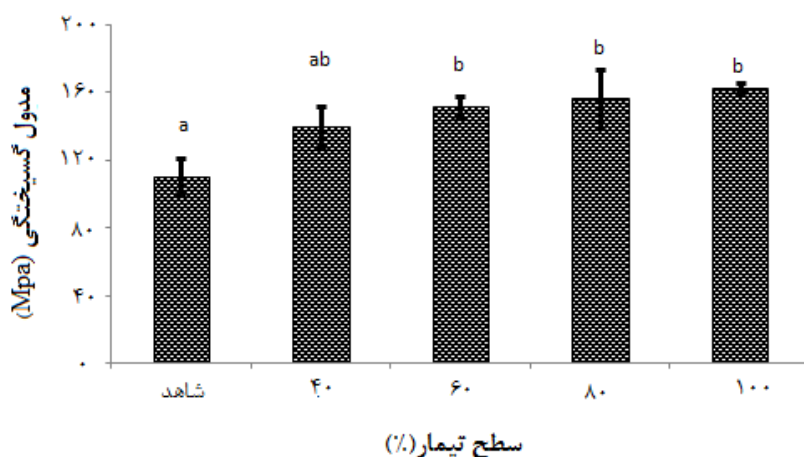 مدول گسیختگی (Mpa)
۲۰۰
۱۶۰
۱۲۰
۸۰
۴۰
۰
a
ab
b
b
b
شاهد
۴۰
۶۰
۸۰
۱۰۰
سطح تیمار(٪)